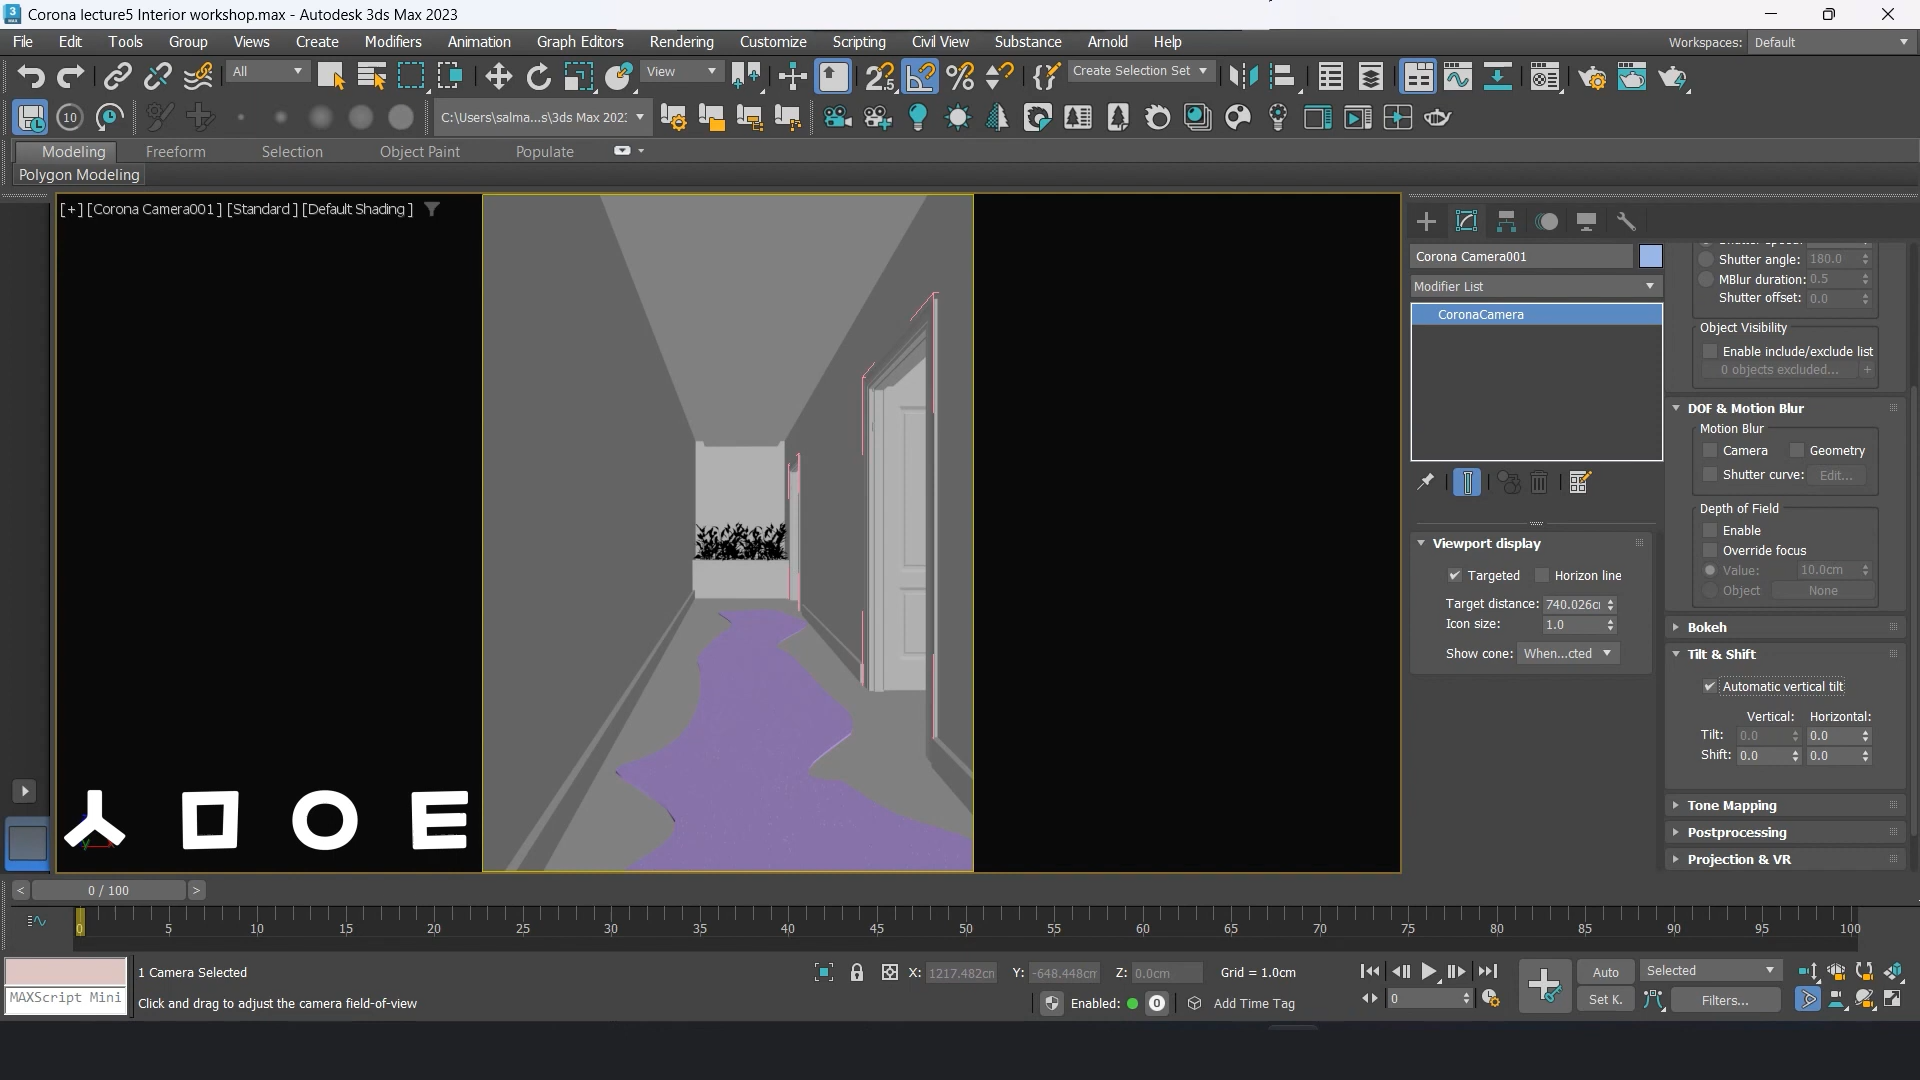 Corona lecture5 Interior workshop.max - Autodesk 3ds Max 2023
File Edit Tools Group Views Create Modifiers Animation Graph Editors Rendering Customize Scripting Civil View Substance Arnold Help Workspaces: Default
All View Create Selection Set
10 C:\Users\salma...s\3ds Max 202:
Modeling Freeform Selection Object Paint Populate
Polygon Modeling
[+] [Corona Camera001] [Standard] [Default Shading]
Corona Camera001
Modifier List
CoronaCamera
Viewport display
Targeted Horizon line
Target distance: 740.026cı
Icon size: 1.0
Show cone: When...cted
Shutter angle: 180.0
MBlur duration: 0.5
Shutter offset: 0.0
Object Visibility
Enable include/exclude list
0 objects excluded... +
DOF & Motion Blur
Motion Blur
Camera Geometry
Shutter curve: Edit...
Depth of Field
Enable
Override focus
Value: 10.0cm
Object None
Bokeh
Tilt & Shift
Automatic vertical tilt
Vertical: Horizontal:
Tilt: 0.0 0.0
Shift: 0.0 0.0
Tone Mapping
Postprocessing
Projection & VR
ㅅ ㅁ ㅇ ㅌ
< 0 / 100 >
0 5 10 15 20 25 30 35 40 45 50 55 60 65 70 75 80 85 90 95 100
1 Camera Selected X: 1217.482cn Y: -648.448cn Z: 0.0cm Grid = 1.0cm Auto Selected
MAXScript Mini
Click and drag to adjust the camera field-of-view Enabled: 0 Add Time Tag 0 Set K. Filters...